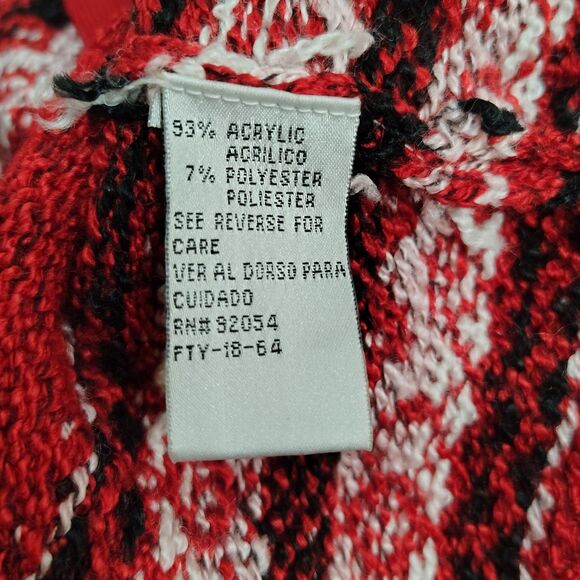 93% ACRYLIC
ACRILICO
7% POLYESTER
POLIESTER
SEE REVERSE FOR
CARE
VER AL DORSO PARA
CUIDADO
RN# 92054
FTY-18-64